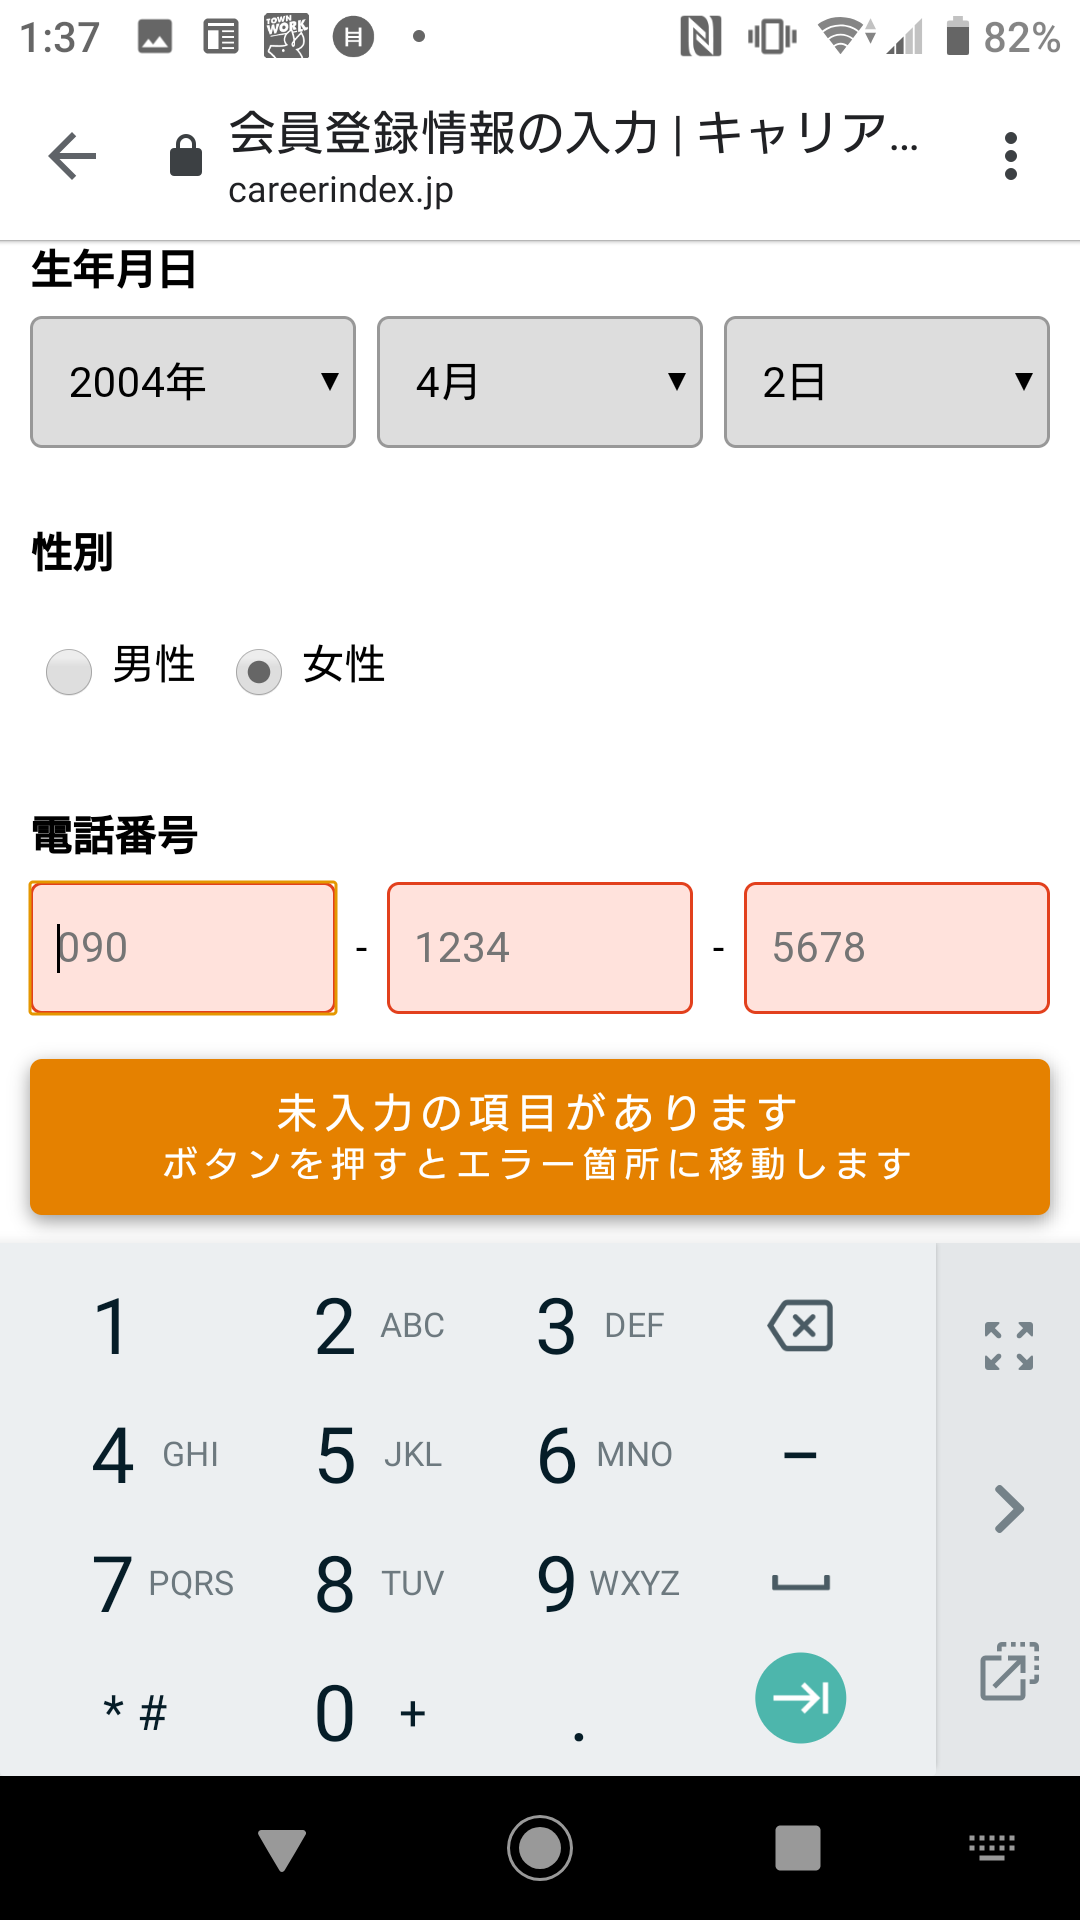 1:37
TOWN WORK
82%
会員登録情報の入力 | キャリア...
careerindex.jp
生年月日
2004年 4月 2日
性別
男性 女性
電話番号
090 - 1234 - 5678
未入力の項目があります
ボタンを押すとエラー箇所に移動します
1 2 ABC 3 DEF
4 GHI 5 JKL 6 MNO −
7 PQRS 8 TUV 9 WXYZ
* # 0 + .